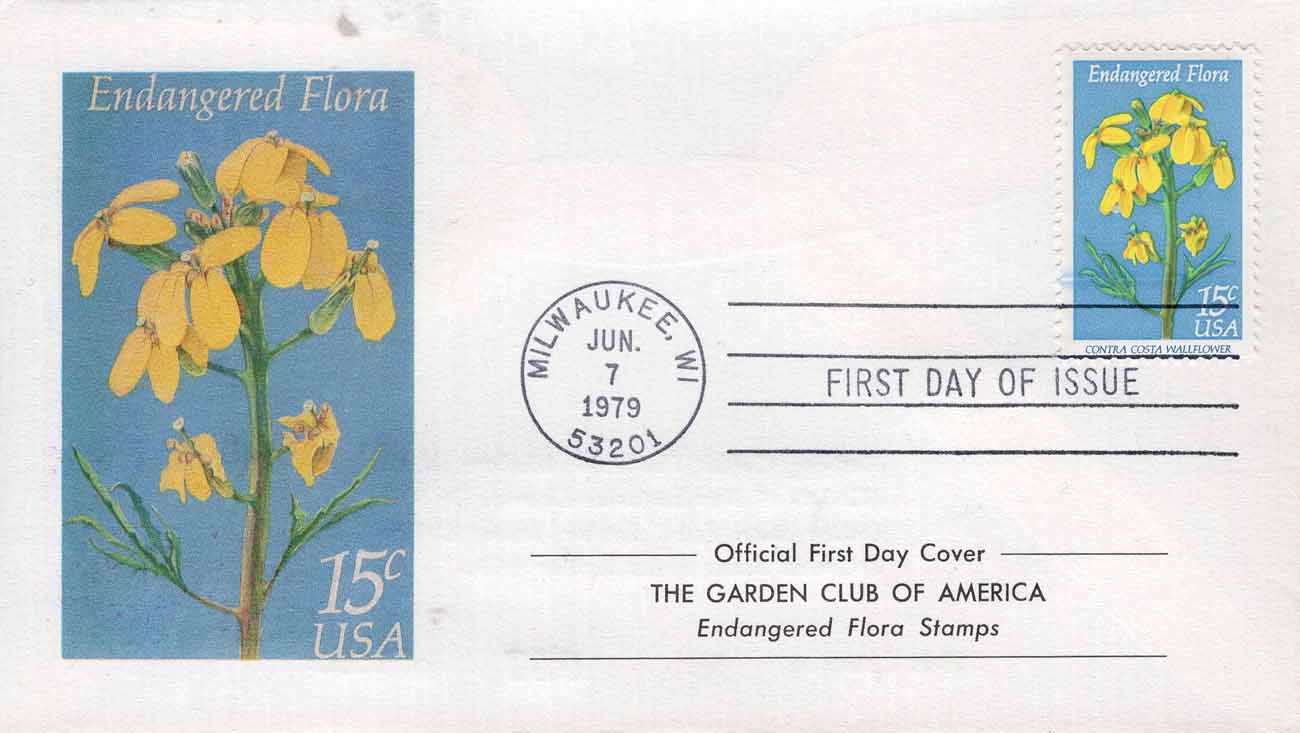 Endangered Flora
15c
USA
Endangered Flora
15c
USA
CONTRA COSTA WALLFLOWER
MILWAUKEE, WI
JUN.
7
1979
53201
FIRST DAY OF ISSUE
Official First Day Cover
THE GARDEN CLUB OF AMERICA
Endangered Flora Stamps